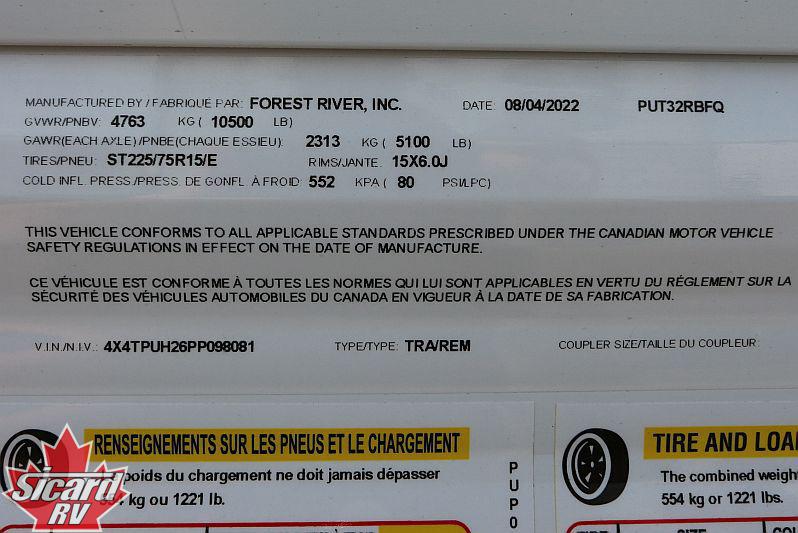 MANUFACTURED BY / FABRIQUÉ PAR: FOREST RIVER, INC. DATE: 08/04/2022 PUT32RBFQ
GVWR/PNBV: 4763 KG ( 10500 LB)
GAWR(EACH AXLE) /PNBE(CHAQUE ESSIEU): 2313 KG ( 5100 LB)
TIRES/PNEU: ST225/75R15/E RIMS/JANTE. 15X6.0J
COLD INFL. PRESS./PRESS. DE GONFL. À FROID: 552 KPA ( 80 PSI/LPC)
THIS VEHICLE CONFORMS TO ALL APPLICABLE STANDARDS PRESCRIBED UNDER THE CANADIAN MOTOR VEHICLE
SAFETY REGULATIONS IN EFFECT ON THE DATE OF MANUFACTURE.
CE VÉHICULE EST CONFORME À TOUTES LES NORMES QUI LUI SONT APPLICABLES EN VERTU DU RÉGLEMENT SUR LA
SÉCURITÉ DES VÉHICULES AUTOMOBILES DU CANADA EN VIGUEUR À LA DATE DE SA FABRICATION.
V.I.N./N.I.V.: 4X4TPUH26PP098081 TYPE/TYPE: TRA/REM COUPLER SIZE/TAILLE DU COUPLEUR:
RENSEIGNEMENTS SUR LES PNEUS ET LE CHARGEMENT
poids du chargement ne doit jamais dépasser
kg ou 1221 lb.
PUP0
TIRE AND LOA
The combined weigh
554 kg or 1221 lbs.
Sicard
RV